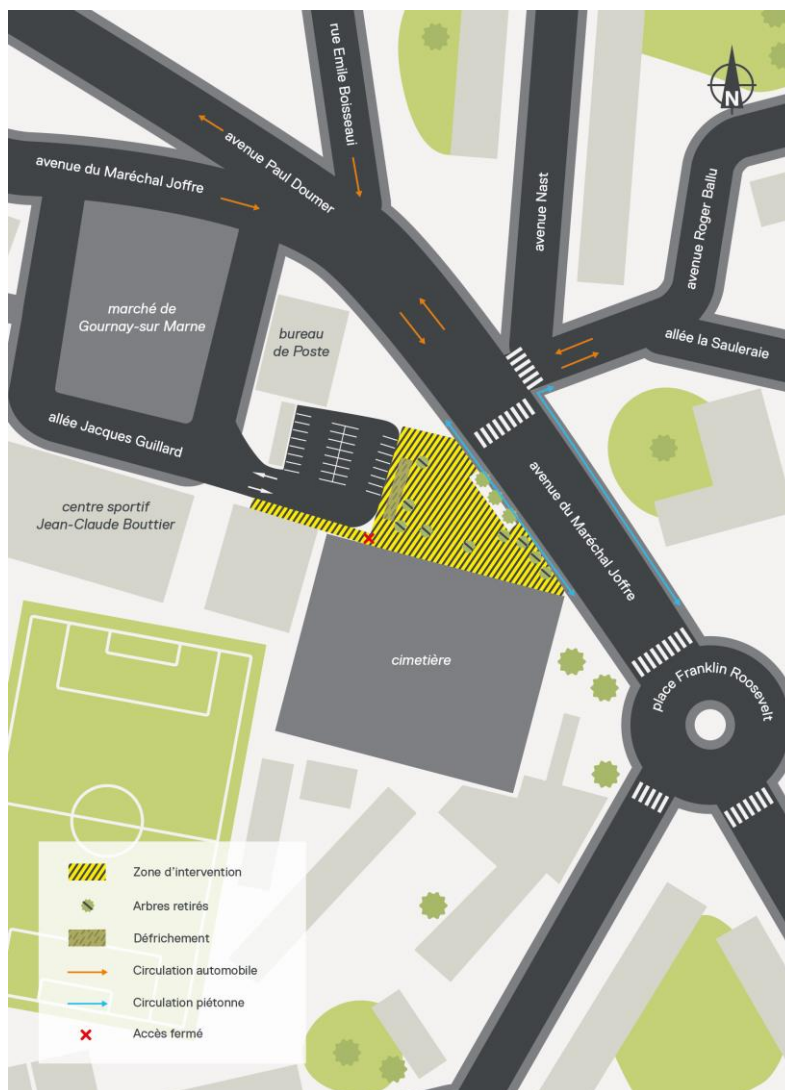 rue Emile Boisseaui
N
avenue du Maréchal Joffre
avenue Paul Doumer
avenue Nast
avenue Roger Ballu
marché de
Gournay-sur Marne
bureau
de Poste
allée la Sauleraie
allée Jacques Guillard
centre sportif
Jean-Claude Bouttier
avenue du Maréchal Joffre
cimetière
place Franklin Roosevelt
Zone d'intervention
Arbres retirés
Défrichement
Circulation automobile
Circulation piétonne
Accès fermé